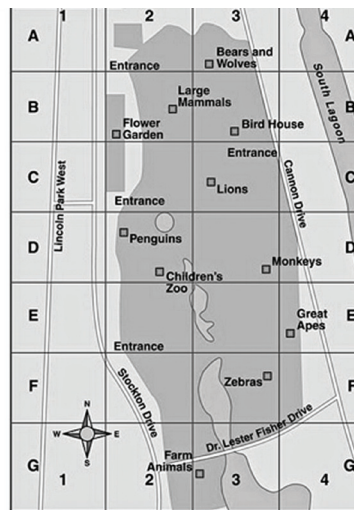 1 2 3 4
A A
Bears and
Wolves
Entrance
South Lagoon
Large
Mammals
B B
Flower
Garden
Bird House
Entrance
Cannon Drive
C Lions C
Lincoln Park West
Entrance
D Penguins D
Monkeys
Children's
Zoo
E E
Great
Apes
Entrance
Stockton Drive
F Zebras F
N
W E
S
Dr. Lester Fisher Drive
Farm
Animals
G G
1 2 3 4